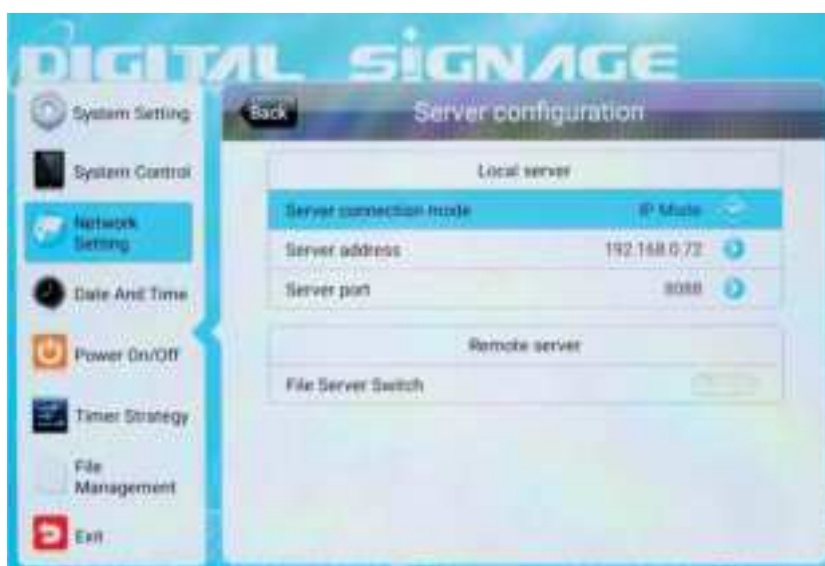 DIGITAL SiGNAGE
System Setting
Back
Server configuration
System Control
Local server
Network
Setting
Server connection mode
IP Mode
Server address
192.168.0.72
Date And Time
Server port
8088
Power On/Off
Remote server
File Server Switch
Timer Strategy
File
Management
Exit